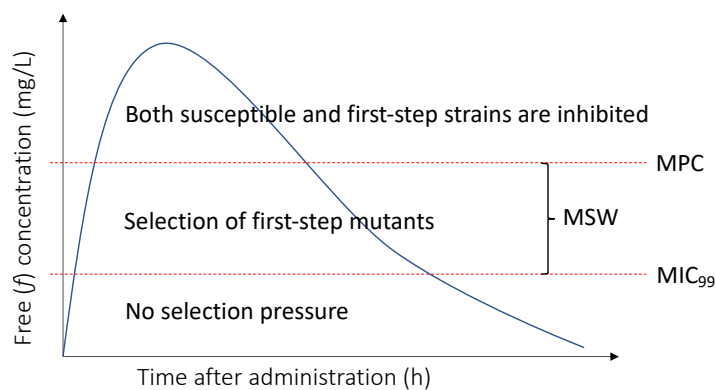 Free (f) concentration (mg/L)
Both susceptible and first-step strains are inhibited
MPC
Selection of first-step mutants
MSW
MIC₉₉
No selection pressure
Time after administration (h)